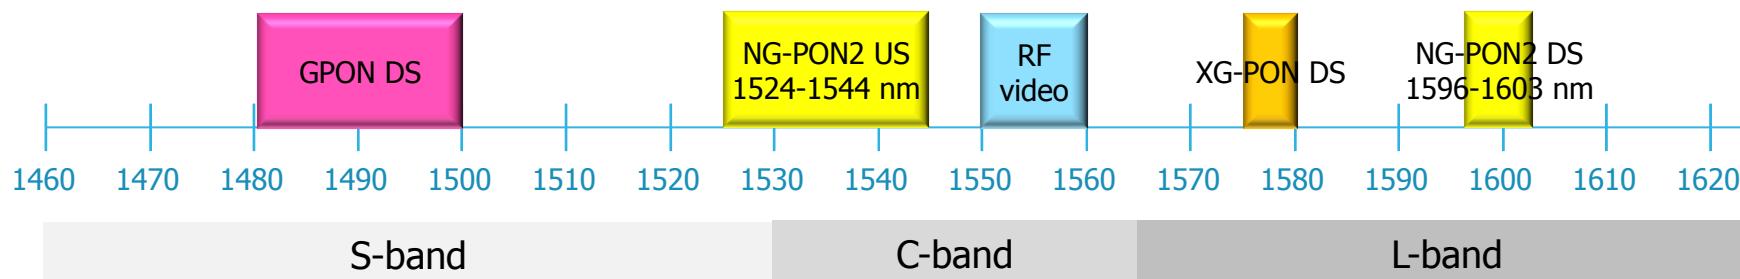 GPON DS
NG-PON2 US
1524-1544 nm
RF
video
XG-PON DS
NG-PON2 DS
1596-1603 nm
1460 1470 1480 1490 1500 1510 1520 1530 1540 1550 1560 1570 1580 1590 1600 1610 1620
S-band C-band L-band